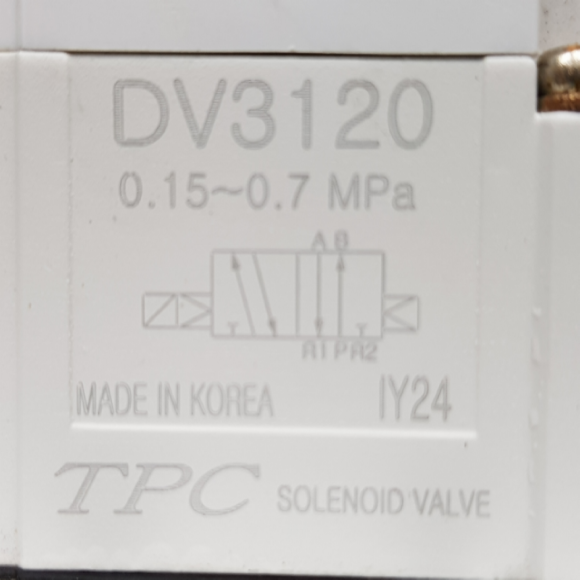 DV3120
0.15~0.7 MPa
A B
R1 P R2
MADE IN KOREA IY24
TPC SOLENOID VALVE